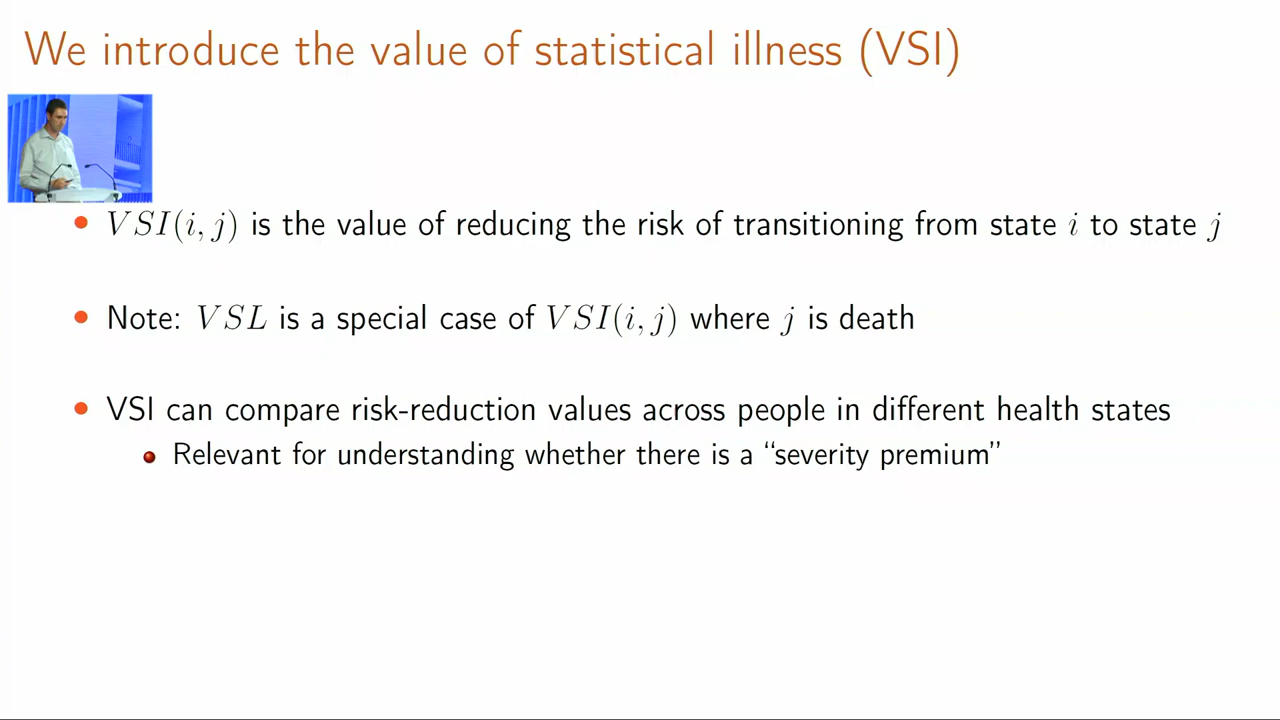 We introduce the value of statistical illness (VSI)
• VSI(i, j) is the value of reducing the risk of transitioning from state i to state j
• Note: VSL is a special case of VSI(i, j) where j is death
• VSI can compare risk-reduction values across people in different health states
• Relevant for understanding whether there is a “severity premium”